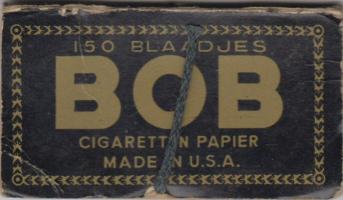 150 BLAADJES
BOB
CIGARETTEN PAPIER
MADE IN U.S.A.